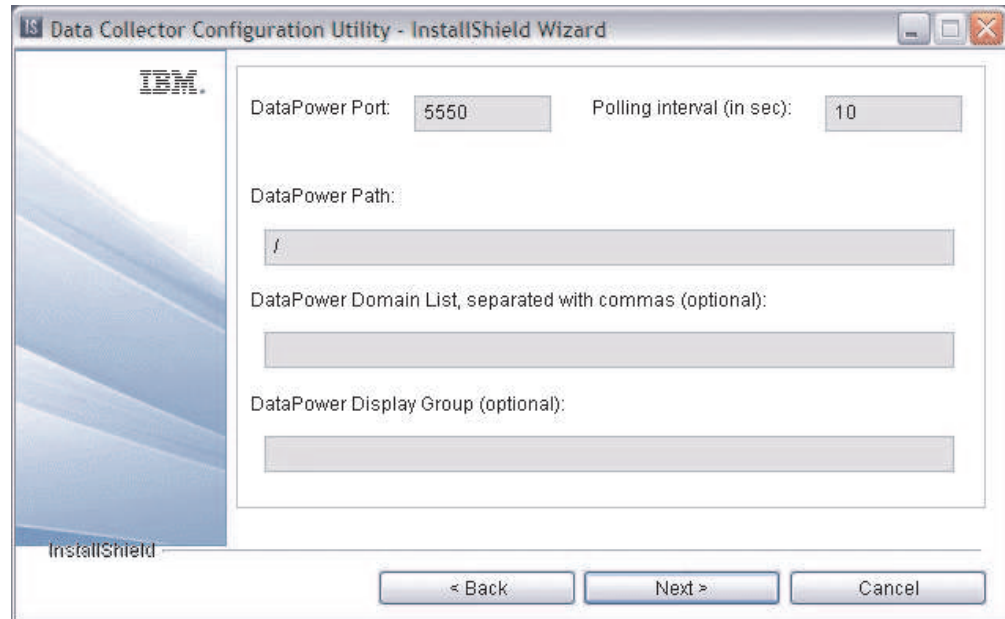 IS Data Collector Configuration Utility - InstallShield Wizard
IBM.
DataPower Port: 5550 Polling interval (in sec): 10
DataPower Path:
/
DataPower Domain List, separated with commas (optional):
DataPower Display Group (optional):
InstallShield
< Back Next > Cancel